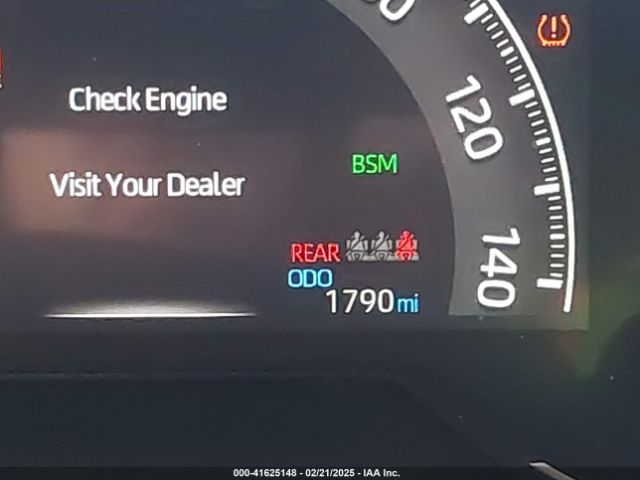 Check Engine
120
Visit Your Dealer
BSM
140
REAR
ODO
1790 mi
000-41625148 - 02/21/2025 - IAA Inc.